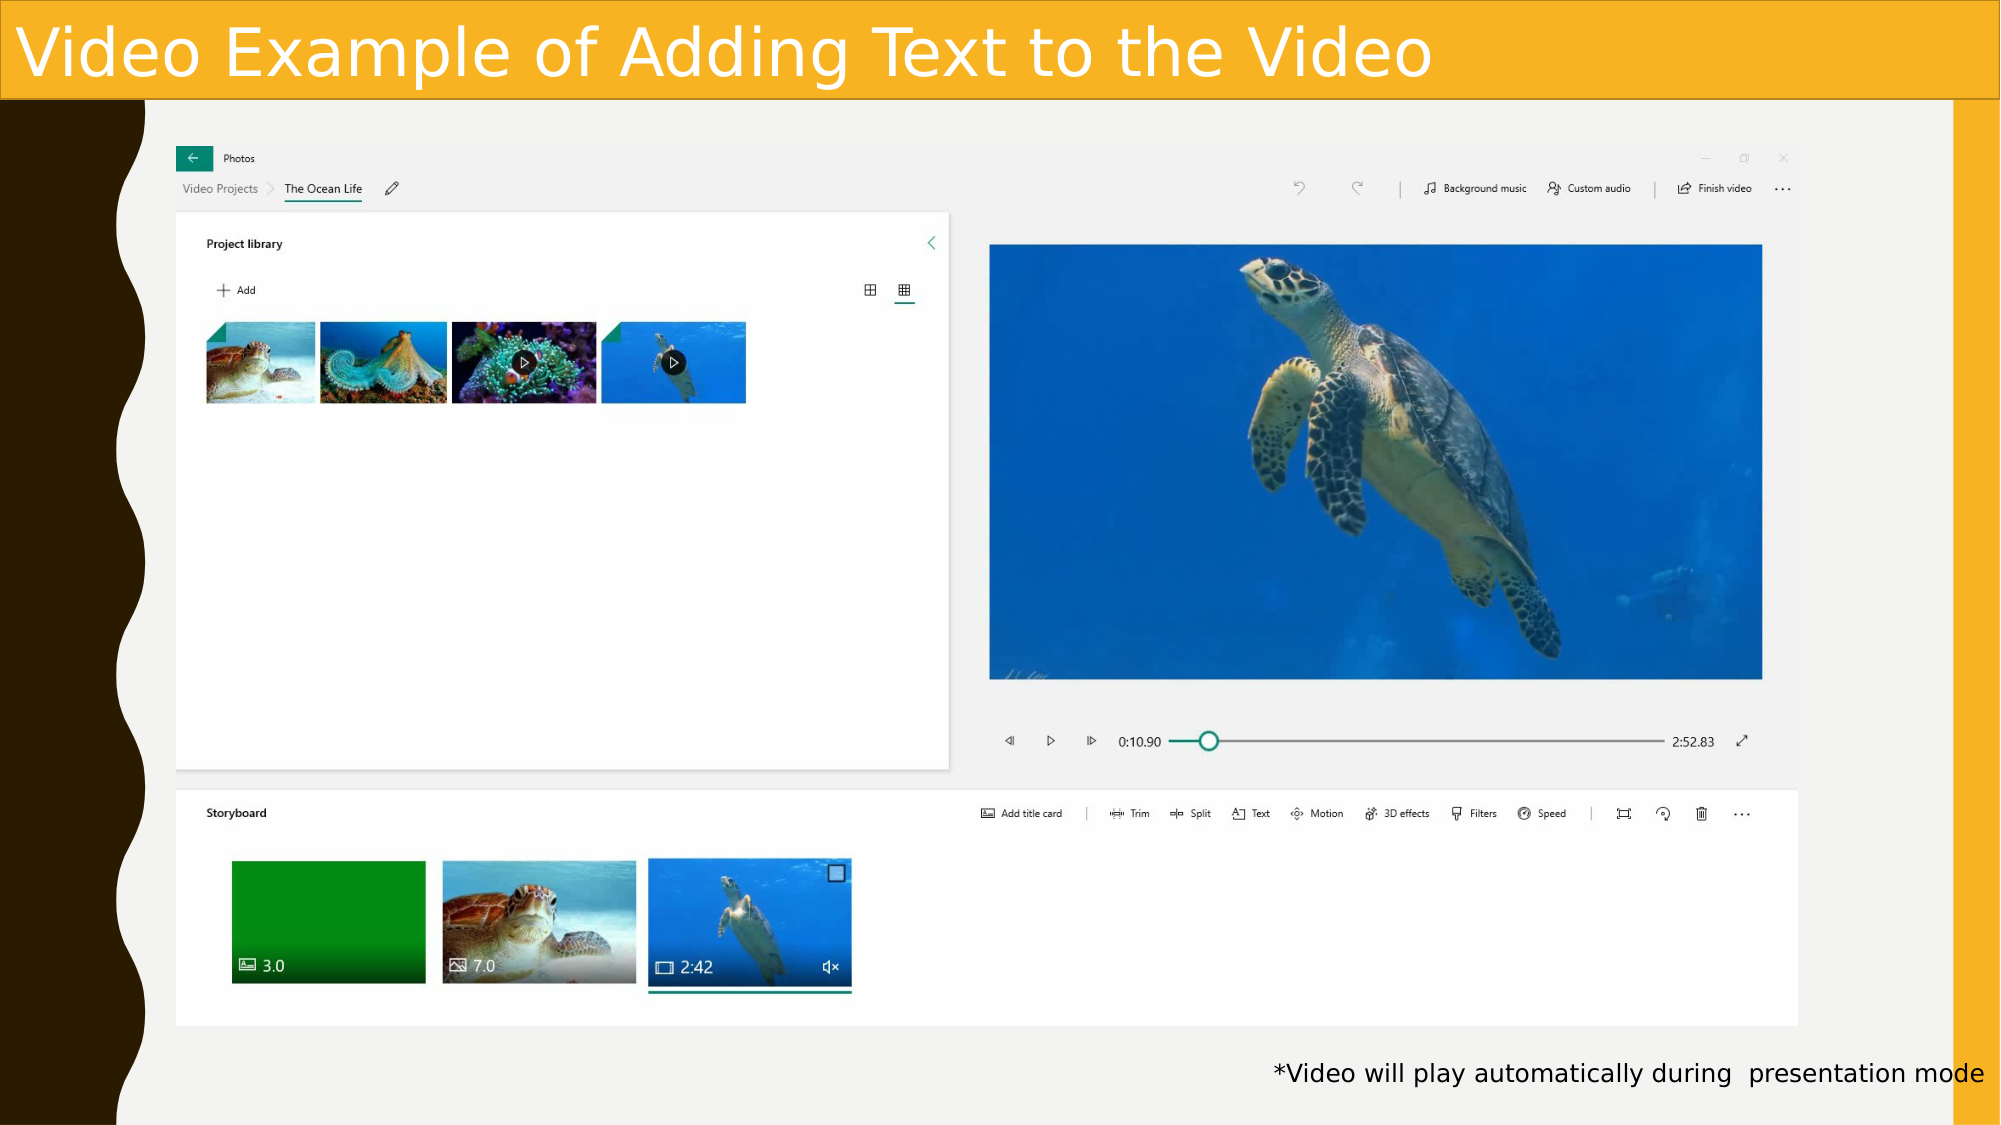 Video Example of Adding Text to the Video
Photos
Video Projects
The Ocean Life
Background music
Custom audio
Finish video
Project library
Add
0:10.90
2:52.83
Storyboard
Add title card
Trim
Split
Text
Motion
3D effects
Filters
Speed
3.0
7.0
2:42
*Video will play automatically during  presentation mode